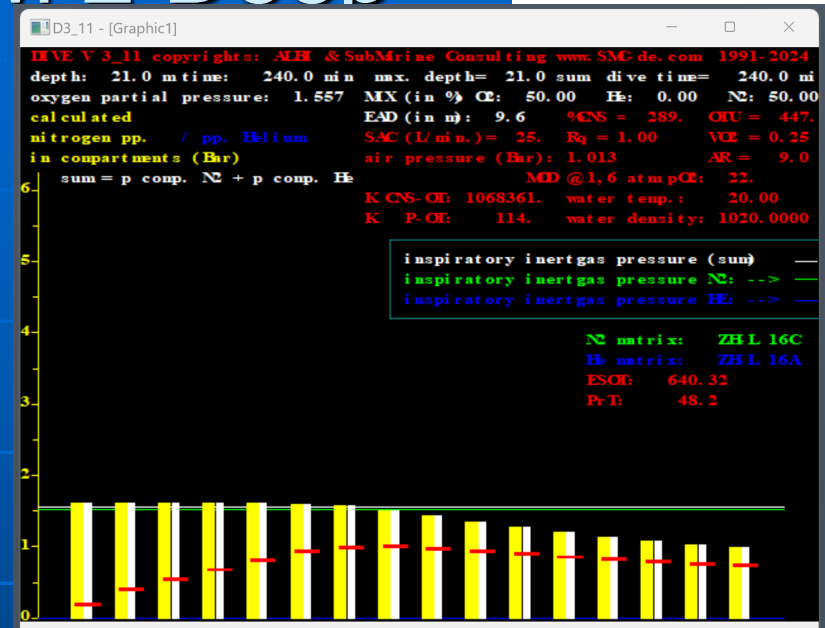 D3_11 - [Graphic1]
DIVE V 3_11 copyrights: ALBI & SubMrine Consulting www.SMC-de.com 1991-2024
depth: 21.0 m time: 240.0 min max. depth= 21.0 sum dive time= 240.0 mi
oxygen partial pressure: 1.557 MIX (in %) O2: 50.00 He: 0.00 N2: 50.00
calculated EAD (in m): 9.6 %CNS = 289. OTU = 447.
nitrogen pp. / pp. Helium SAC (L/min.)= 25. Rq = 1.00 VO2 = 0.25
in compartments (Bar) air pressure (Bar): 1.013 AR = 9.0
sum = p comp. N2 + p comp. He MOD @1,6 atm pO2: 22.
K CNS-OT: 1068361. water temp.: 20.00
K P-OT: 114. water density: 1020.0000
inspiratory inertgas pressure (sum)
inspiratory inertgas pressure N2: -->
inspiratory inertgas pressure HE: -->
N2 matrix: ZH-L 16C
He matrix: ZH-L 16A
ESOT: 640.32
PrT: 48.2
6
5
4
3
2
1
0